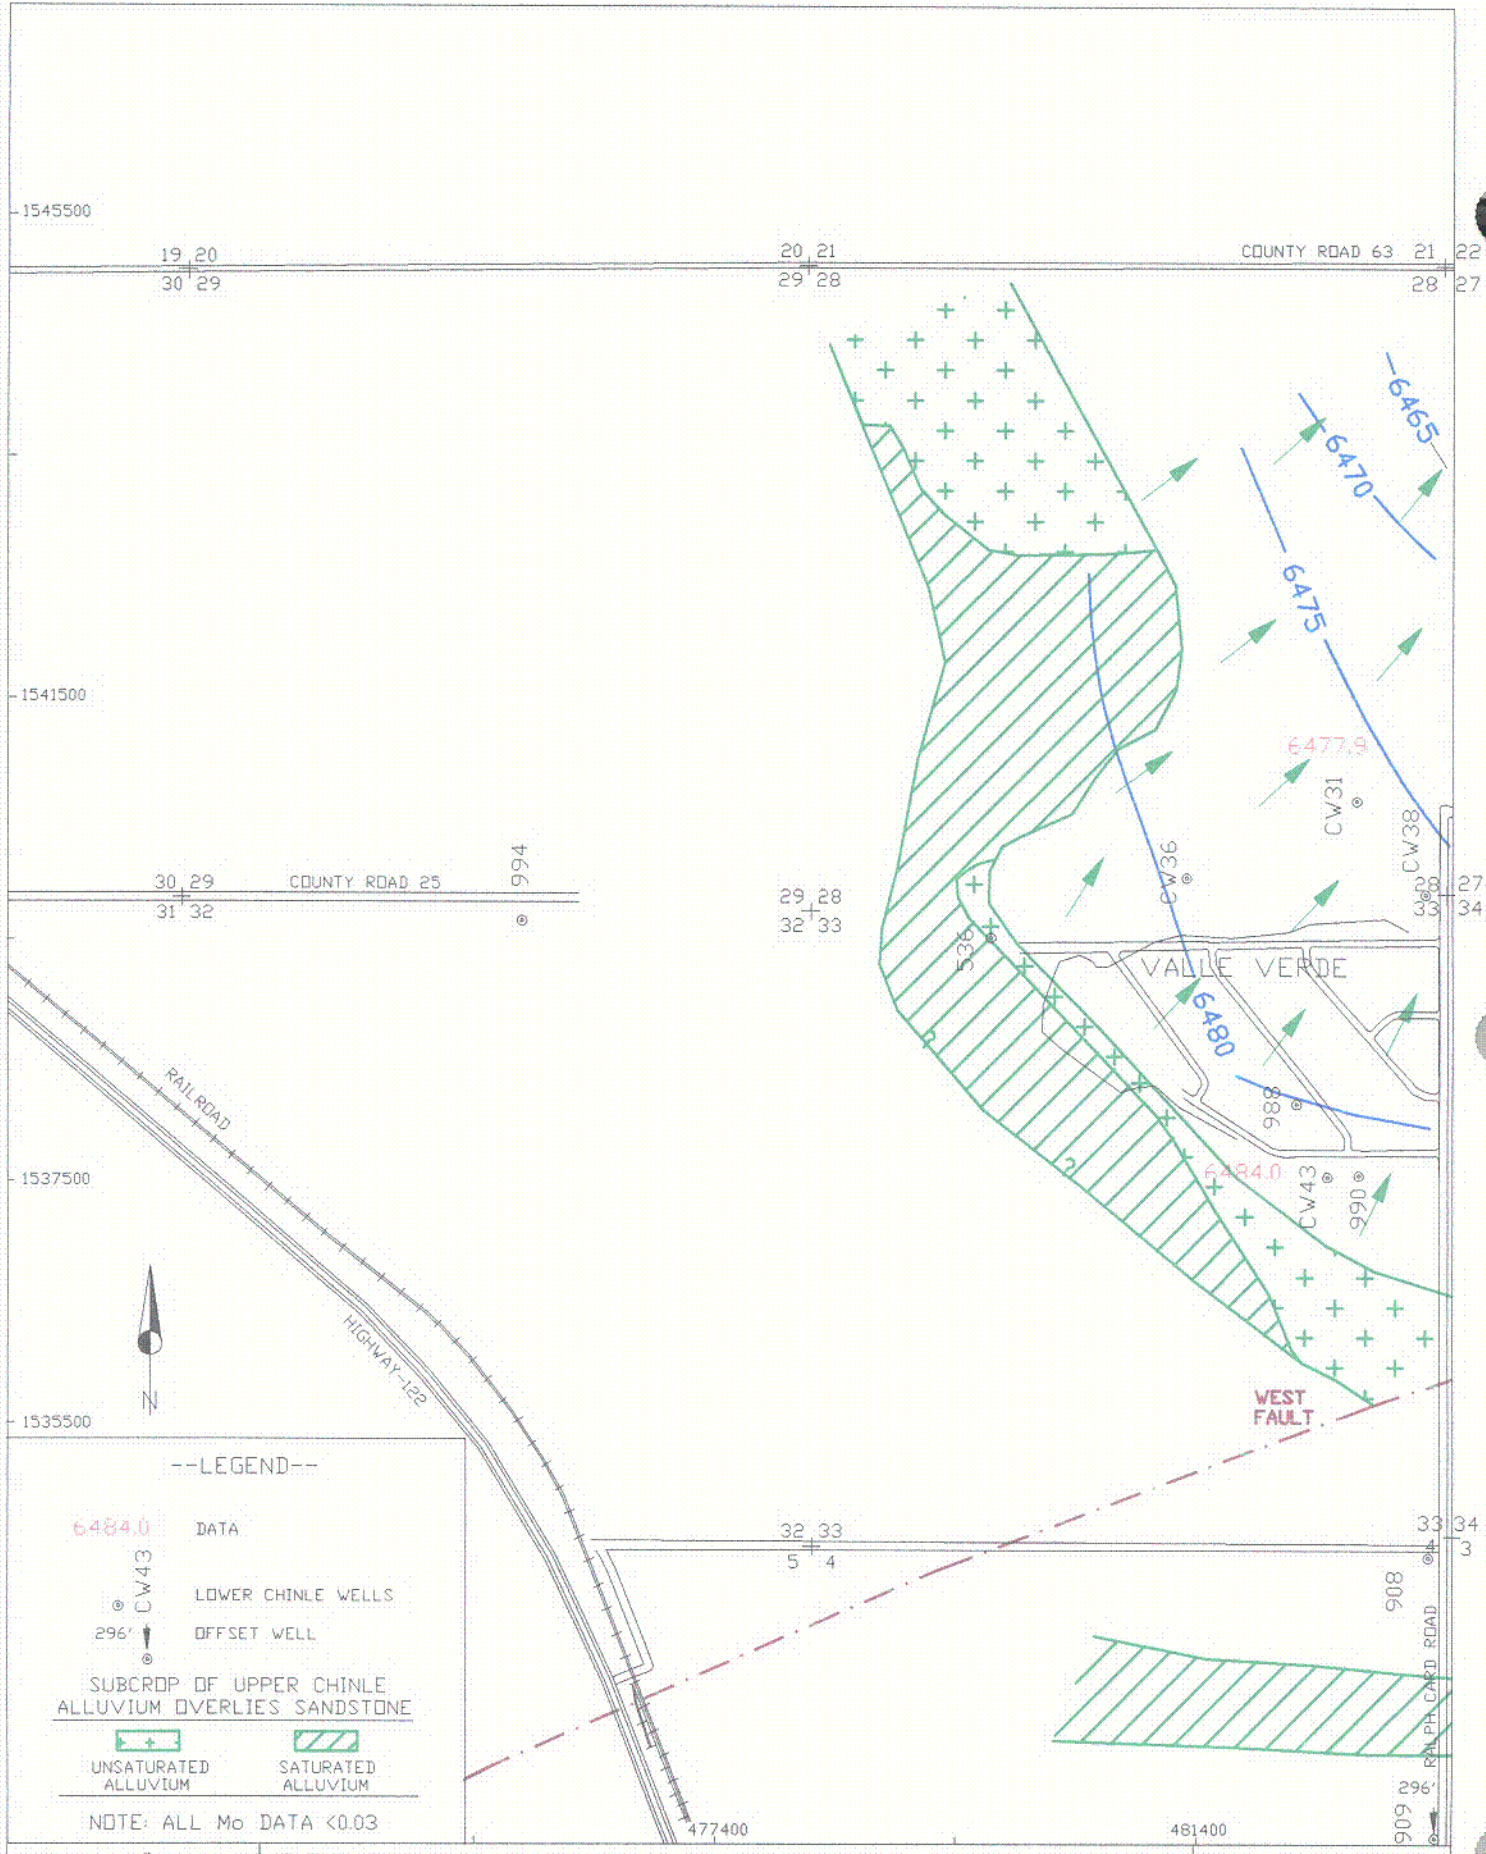 1545500
19 20
30 29
20 21
29 28
COUNTY ROAD 63
21 22
28 27
6465
6470
6475
1541500
6477.9
CW31
CW38
CW36
994
30 29
31 32
COUNTY ROAD 25
29 28
32 33
28 27
33 34
536
VALLE VERDE
6480
?
988
RAILROAD
?
1537500
6484.0
CW43
990
N
HIGHWAY-122
WEST
FAULT
1535500
--LEGEND--
6484.0 DATA
CW43
LOWER CHINLE WELLS
296' OFFSET WELL
SUBCROP OF UPPER CHINLE
ALLUVIUM OVERLIES SANDSTONE
UNSATURATED
ALLUVIUM
SATURATED
ALLUVIUM
NOTE: ALL Mo DATA <0.03
32 33
5 4
33 34
4 3
908
RALPH CARD ROAD
296'
909
477400
481400